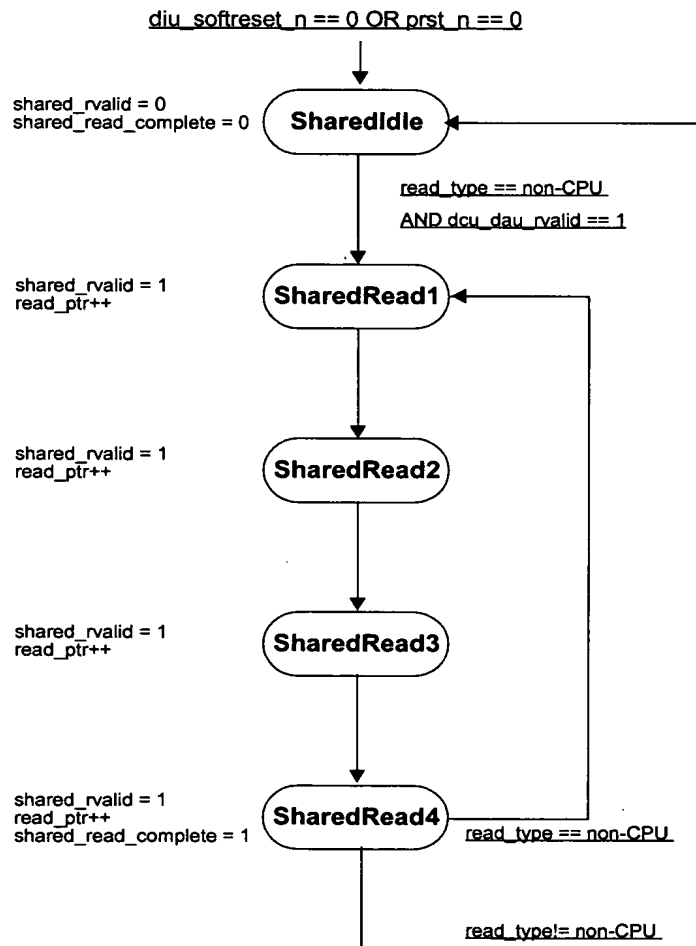 diu_softreset_n == 0 OR prst_n == 0
shared_rvalid = 0
shared_read_complete = 0
SharedIdle
read_type == non-CPU
AND dcu_dau_rvalid == 1
shared_rvalid = 1
read_ptr++
SharedRead1
shared_rvalid = 1
read_ptr++
SharedRead2
shared_rvalid = 1
read_ptr++
SharedRead3
shared_rvalid = 1
read_ptr++
shared_read_complete = 1
SharedRead4
read_type == non-CPU
read_type!= non-CPU